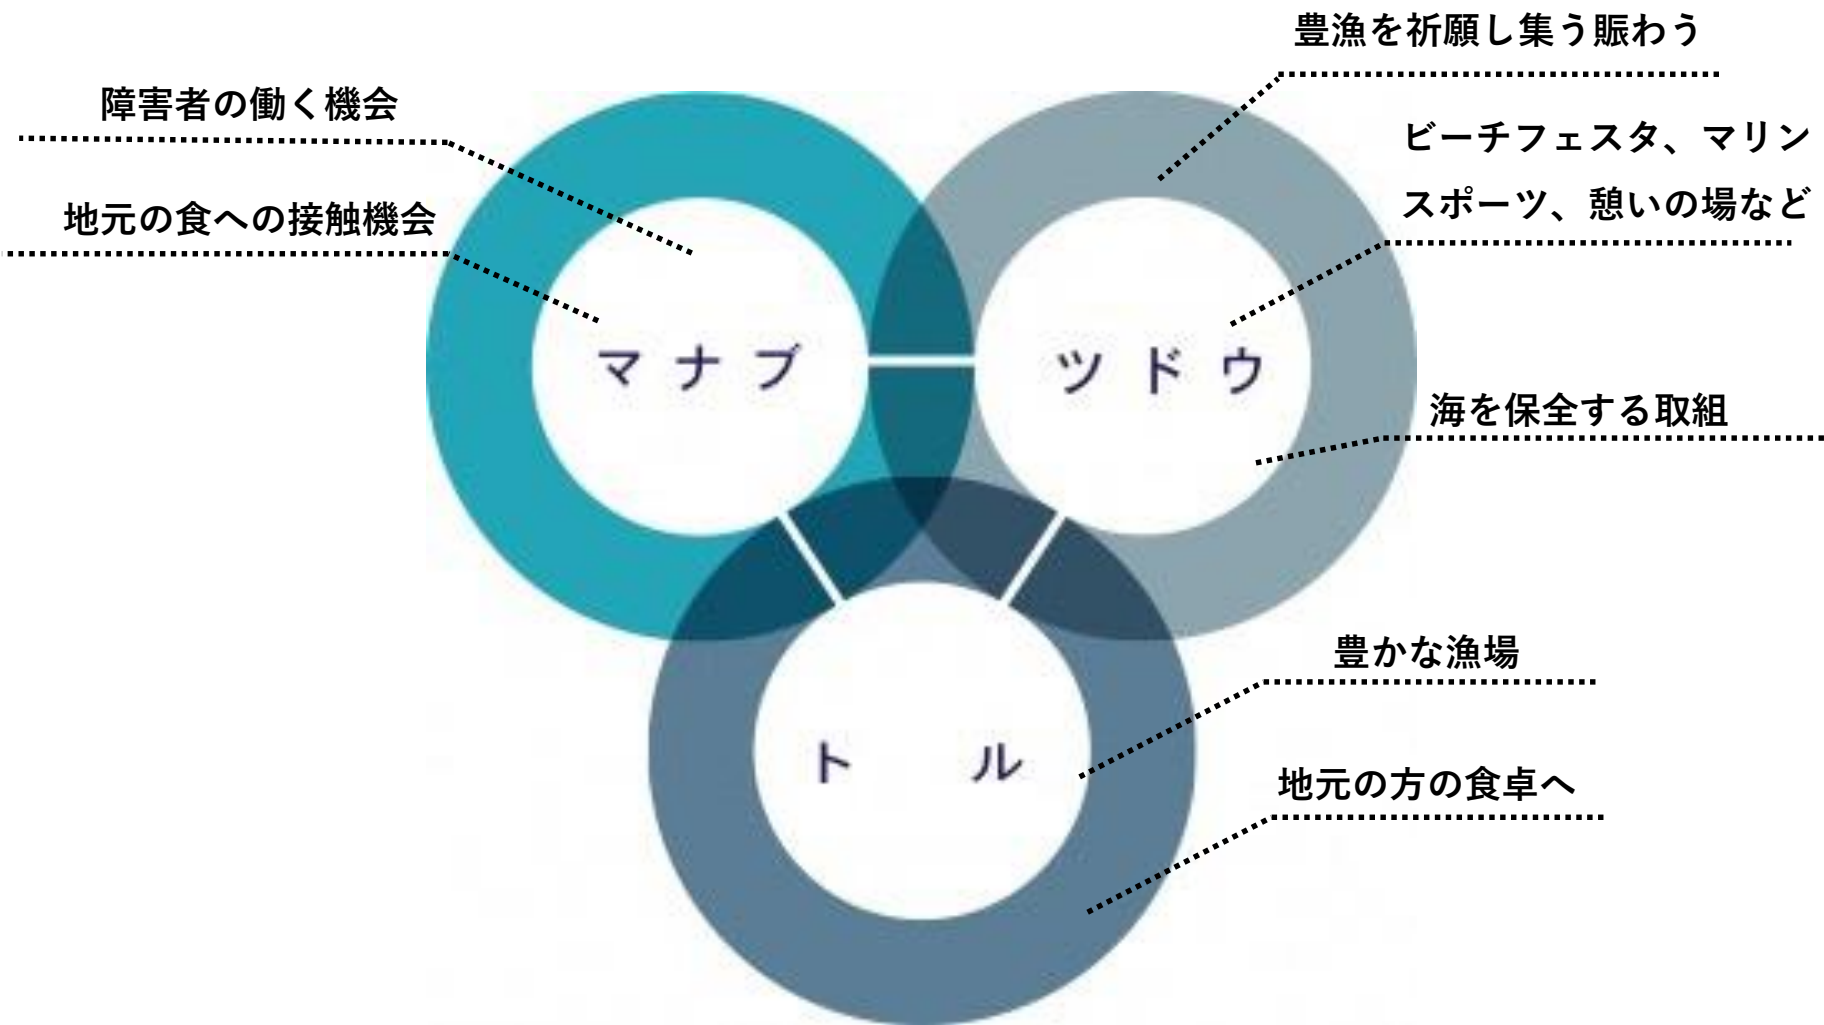 豊漁を祈願し集う賑わう
障害者の働く機会
ビーチフェスタ、マリン
スポーツ、憩いの場など
地元の食への接触機会
マナブ
ツドウ
海を保全する取組
豊かな漁場
トル
地元の方の食卓へ